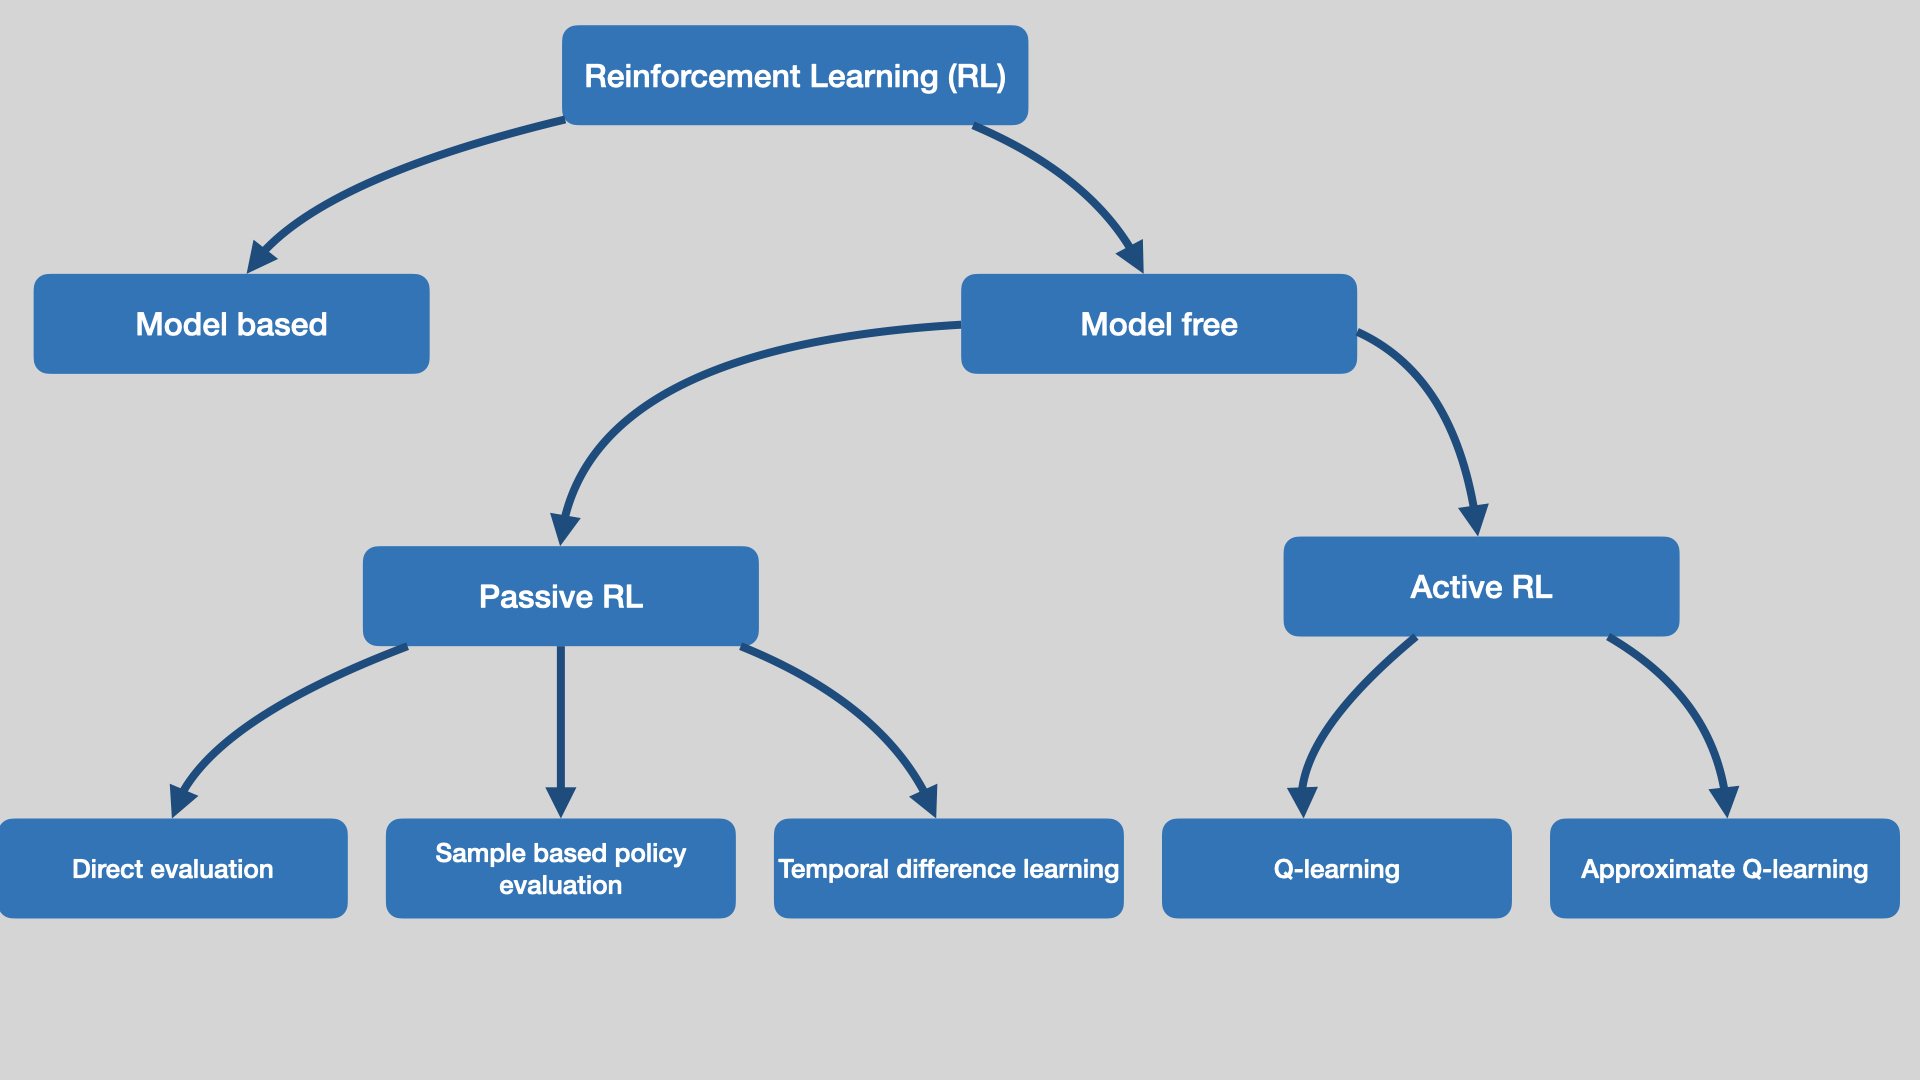 Reinforcement Learning (RL)
Model based
Model free
Passive RL
Active RL
Direct evaluation
Sample based policy
evaluation
Temporal difference learning
Q-learning
Approximate Q-learning